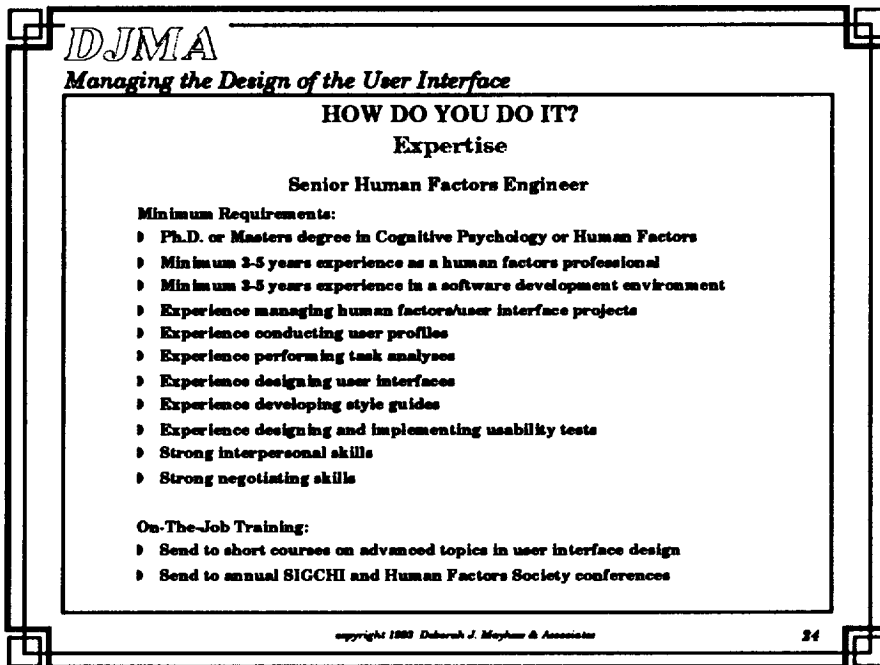 DJMA
Managing the Design of the User Interface
HOW DO YOU DO IT?
Expertise
Senior Human Factors Engineer
Minimum Requirements:
Ph.D. or Masters degree in Cognitive Psychology or Human Factors
Minimum 3-5 years experience as a human factors professional
Minimum 3-5 years experience in a software development environment
Experience managing human factors/user interface projects
Experience conducting user profiles
Experience performing task analyses
Experience designing user interfaces
Experience developing style guides
Experience designing and implementing usability tests
Strong interpersonal skills
Strong negotiating skills
On-The-Job Training:
Send to short courses on advanced topics in user interface design
Send to annual SIGCHI and Human Factors Society conferences
copyright Deborah J. Mayhew & Associates
24